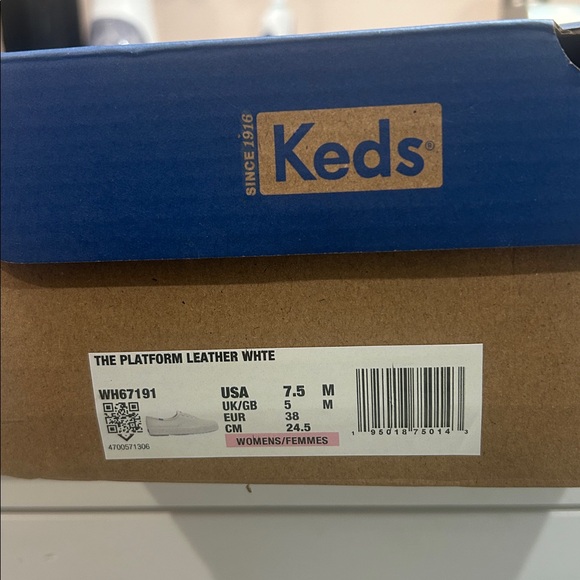 SINCE 1916
Keds®
THE PLATFORM LEATHER WHTE
WH67191
USA 7.5 M
UK/GB 5 M
EUR 38
CM 24.5
WOMENS/FEMMES
4700571306
1 95018 75014 3